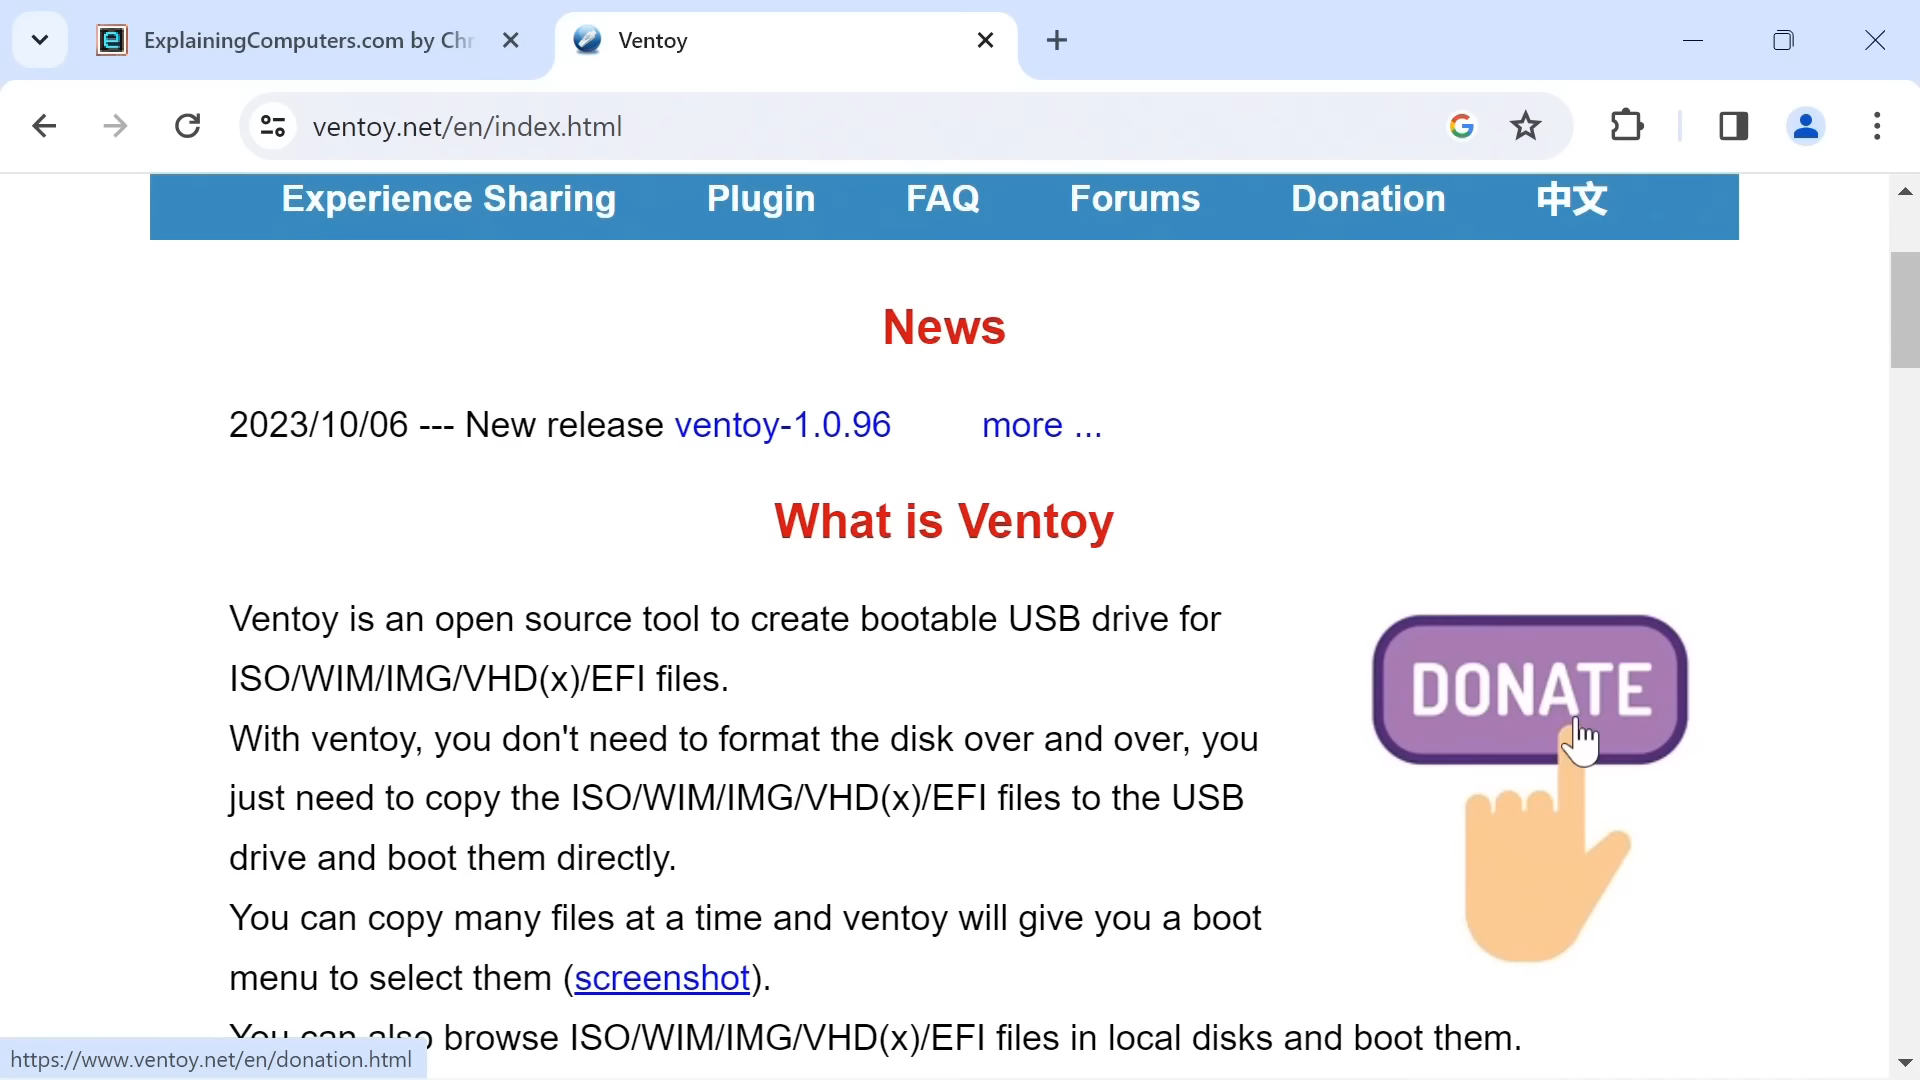 ExplainingComputers.com by Chr
Ventoy
ventoy.net/en/index.html
Experience Sharing Plugin FAQ Forums Donation 中文
News
2023/10/06 --- New release ventoy-1.0.96 more ...
What is Ventoy
Ventoy is an open source tool to create bootable USB drive for
ISO/WIM/IMG/VHD(x)/EFI files.
With ventoy, you don't need to format the disk over and over, you
just need to copy the ISO/WIM/IMG/VHD(x)/EFI files to the USB
drive and boot them directly.
You can copy many files at a time and ventoy will give you a boot
menu to select them (screenshot).
DONATE
You can also browse ISO/WIM/IMG/VHD(x)/EFI files in local disks and boot them.
https://www.ventoy.net/en/donation.html